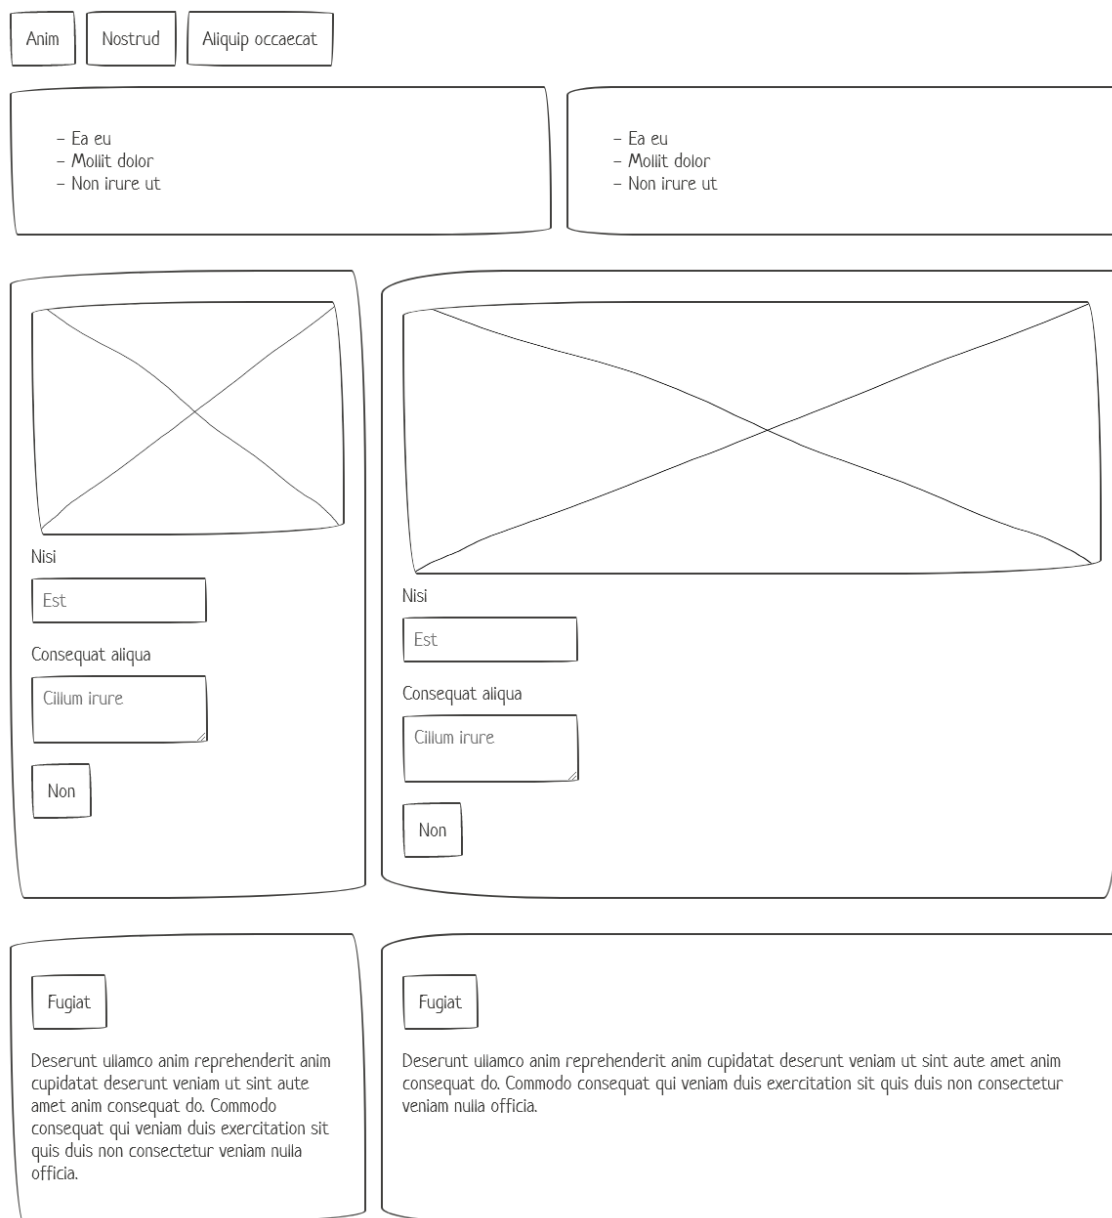 Anim
Nostrud
Aliquip occaecat
– Ea eu
– Mollit dolor
– Non irure ut
– Ea eu
– Mollit dolor
– Non irure ut
Nisi
Est
Consequat aliqua
Cillum irure
Non
Nisi
Est
Consequat aliqua
Cillum irure
Non
Fugiat
Deserunt ullamco anim reprehenderit anim
cupidatat deserunt veniam ut sint aute
amet anim consequat do. Commodo
consequat qui veniam duis exercitation sit
quis duis non consectetur veniam nulla
officia.
Fugiat
Deserunt ullamco anim reprehenderit anim cupidatat deserunt veniam ut sint aute amet anim
consequat do. Commodo consequat qui veniam duis exercitation sit quis duis non consectetur
veniam nulla officia.